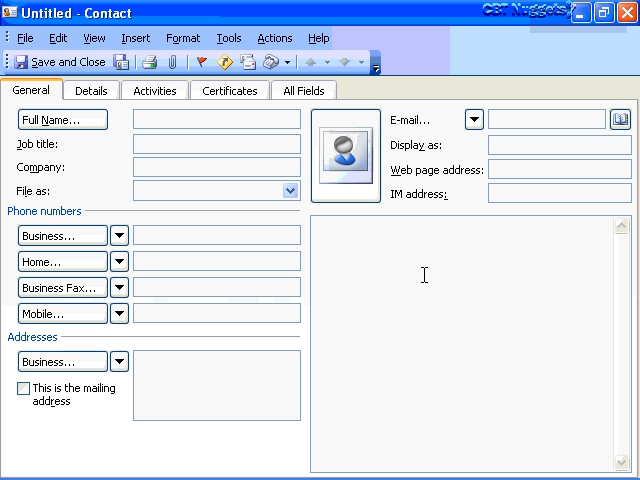 Untitled - Contact
CBT Nuggets
File Edit View Insert Format Tools Actions Help
Save and Close
General Details Activities Certificates All Fields
Full Name...
Job title:
Company:
File as:
E-mail...
Display as:
Web page address:
IM address:
Phone numbers
Business...
Home...
Business Fax...
Mobile...
Addresses
Business...
This is the mailing
address